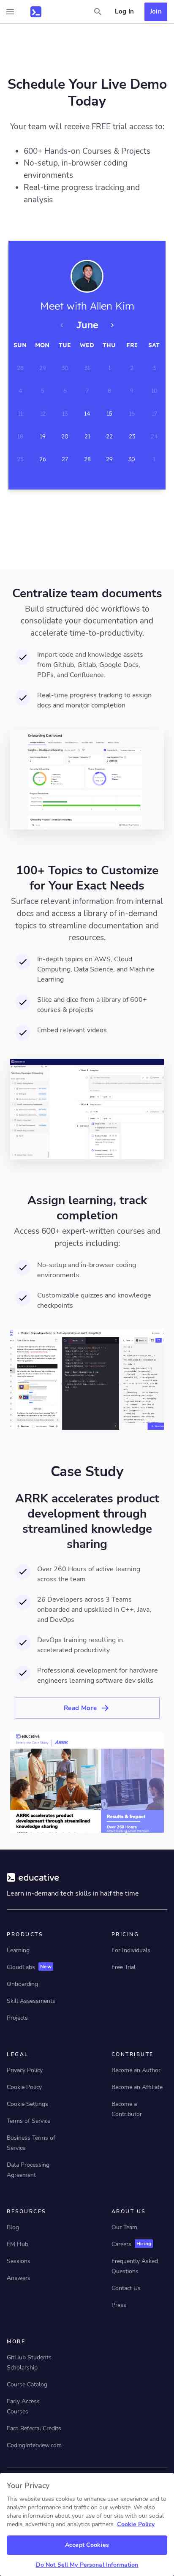 Log In
Join
Schedule Your Live Demo
Today
Your team will receive FREE trial access to:
600+ Hands-on Courses & Projects
No-setup, in-browser coding
environments
Real-time progress tracking and
analysis
Meet with Allen Kim
June
SUN MON TUE WED THU FRI SAT
28 29 30 31 1 2 3
4 5 6 7 8 9 10
11 12 13 14 15 16 17
18 19 20 21 22 23 24
25 26 27 28 29 30 1
Centralize team documents
Build structured doc workflows to
consolidate your documentation and
accelerate time-to-productivity.
Import code and knowledge assets
from Github, Gitlab, Google Docs,
PDFs, and Confluence.
Real-time progress tracking to assign
docs and monitor completion
Onboarding Dashboard
100+ Topics to Customize
for Your Exact Needs
Surface relevant information from internal
docs and access a library of in-demand
topics to streamline documentation and
resources.
In-depth topics on AWS, Cloud
Computing, Data Science, and Machine
Learning
Slice and dice from a library of 600+
courses & projects
Embed relevant videos
Assign learning, track
completion
Access 600+ expert-written courses and
projects including:
No-setup and in-browser coding
environments
Customizable quizzes and knowledge
checkpoints
Case Study
ARRK accelerates product
development through
streamlined knowledge
sharing
Over 260 Hours of active learning
across the team
26 Developers across 3 Teams
onboarded and upskilled in C++, Java,
and DevOps
DevOps training resulting in
accelerated productivity
Professional development for hardware
engineers learning software dev skills
Read More
educative
Enterprise Case Study
ARRK
ARRK accelerates product
development through
streamlined knowledge sharing
Results & Impact
Over 260 Hours
educative
Learn in-demand tech skills in half the time
PRODUCTS
Learning
CloudLabs New
Onboarding
Skill Assessments
Projects
PRICING
For Individuals
Free Trial
LEGAL
Privacy Policy
Cookie Policy
Cookie Settings
Terms of Service
Business Terms of
Service
Data Processing
Agreement
CONTRIBUTE
Become an Author
Become an Affiliate
Become a
Contributor
RESOURCES
Blog
EM Hub
Sessions
Answers
ABOUT US
Our Team
Careers Hiring
Frequently Asked
Questions
Contact Us
Press
MORE
GitHub Students
Scholarship
Course Catalog
Early Access
Courses
Earn Referral Credits
CodingInterview.com
Your Privacy
This website uses cookies to enhance user experience and to
analyze performance and traffic on our website. We also
share information about your use of our site with our social
media, advertising and analytics partners. Cookie Policy
Accept Cookies
Do Not Sell My Personal Information